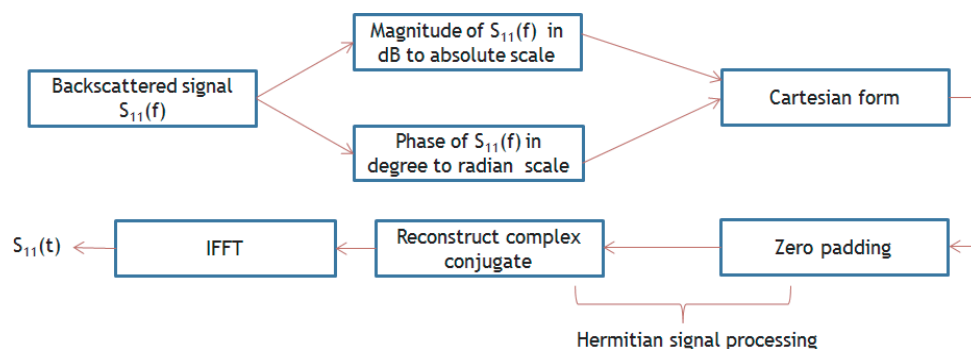 Backscattered signal
S₁₁(f)
Magnitude of S₁₁(f) in
dB to absolute scale
Phase of S₁₁(f) in
degree to radian scale
Cartesian form
Zero padding
Reconstruct complex
conjugate
IFFT
S₁₁(t)
Hermitian signal processing